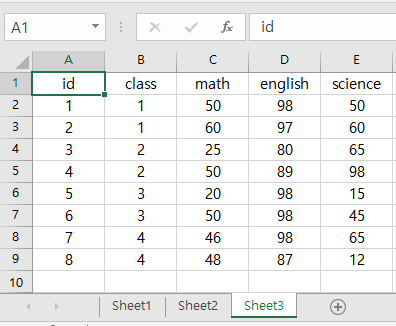 A1 fx id
A B C D E
1 id class math english science
2 1 1 50 98 50
3 2 1 60 97 60
4 3 2 25 80 65
5 4 2 50 89 98
6 5 3 20 98 15
7 6 3 50 98 45
8 7 4 46 98 65
9 8 4 48 87 12
10
Sheet1 Sheet2 Sheet3